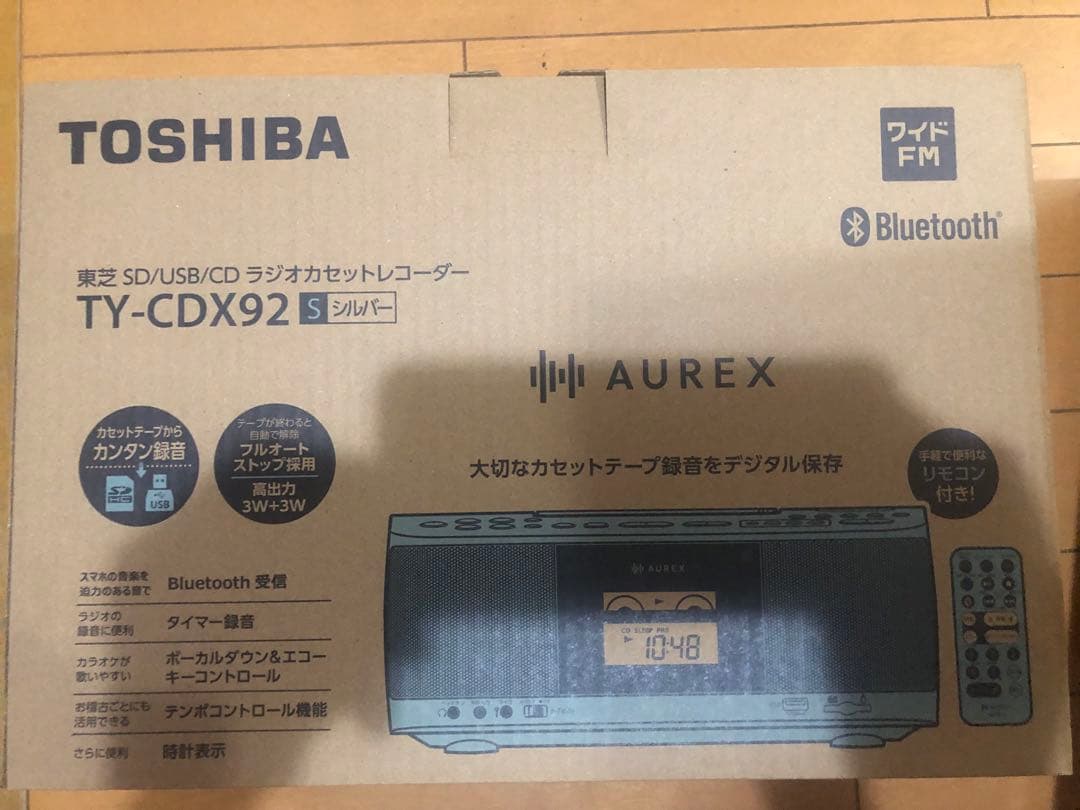 TOSHIBA
ワイド
FM
Bluetooth®
東芝 SD/USB/CD ラジオカセットレコーダー
TY-CDX92 S シルバー
AUREX
カセットテープから
カンタン録音
SD
HC
USB
テープが終わると
自動で解除
フルオート
ストップ採用
高出力
3W+3W
大切なカセットテープ録音をデジタル保存
手軽で便利な
リモコン
付き!
スマホの音楽を
迫力のある音で
Bluetooth 受信
ラジオの
録音に便利
タイマー録音
カラオケが
歌いやすい
ボーカルダウン&エコー
キーコントロール
お稽古ごとにも
活用できる
テンポコントロール機能
さらに便利
時計表示
AUREX
CD SLEEP PRO
10:48